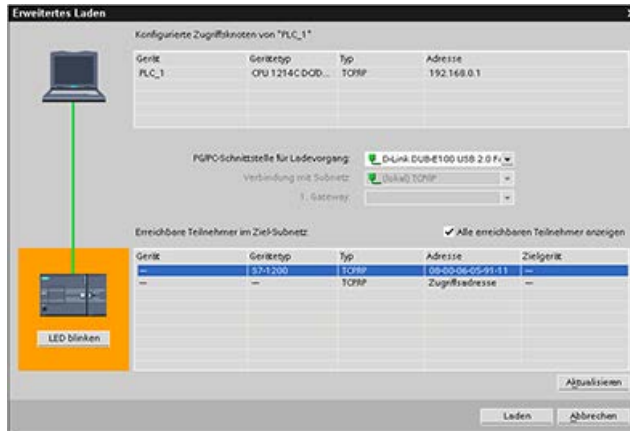 Erweitertes Laden
Konfigurierte Zugriffsknoten von "PLC_1"
Gerät Gerätetyp Typ Adresse
PLC_1 CPU 1214C DC/D... TCP/IP 192.168.0.1
PG/PC-Schnittstelle für Ladevorgang: D-Link DUB-E100 USB 2.0 Fa
Verbindung mit Subnetz: (lokal) TCP/IP
1. Gateway:
Erreichbare Teilnehmer im Ziel-Subnetz: Alle erreichbaren Teilnehmer anzeigen
Gerät Gerätetyp Typ Adresse Zielgerät
— S7-1200 TCP/IP 08-00-06-05-91-11 —
— — TCP/IP Zugriffsadresse —
LED blinken
Aktualisieren
Laden Abbrechen